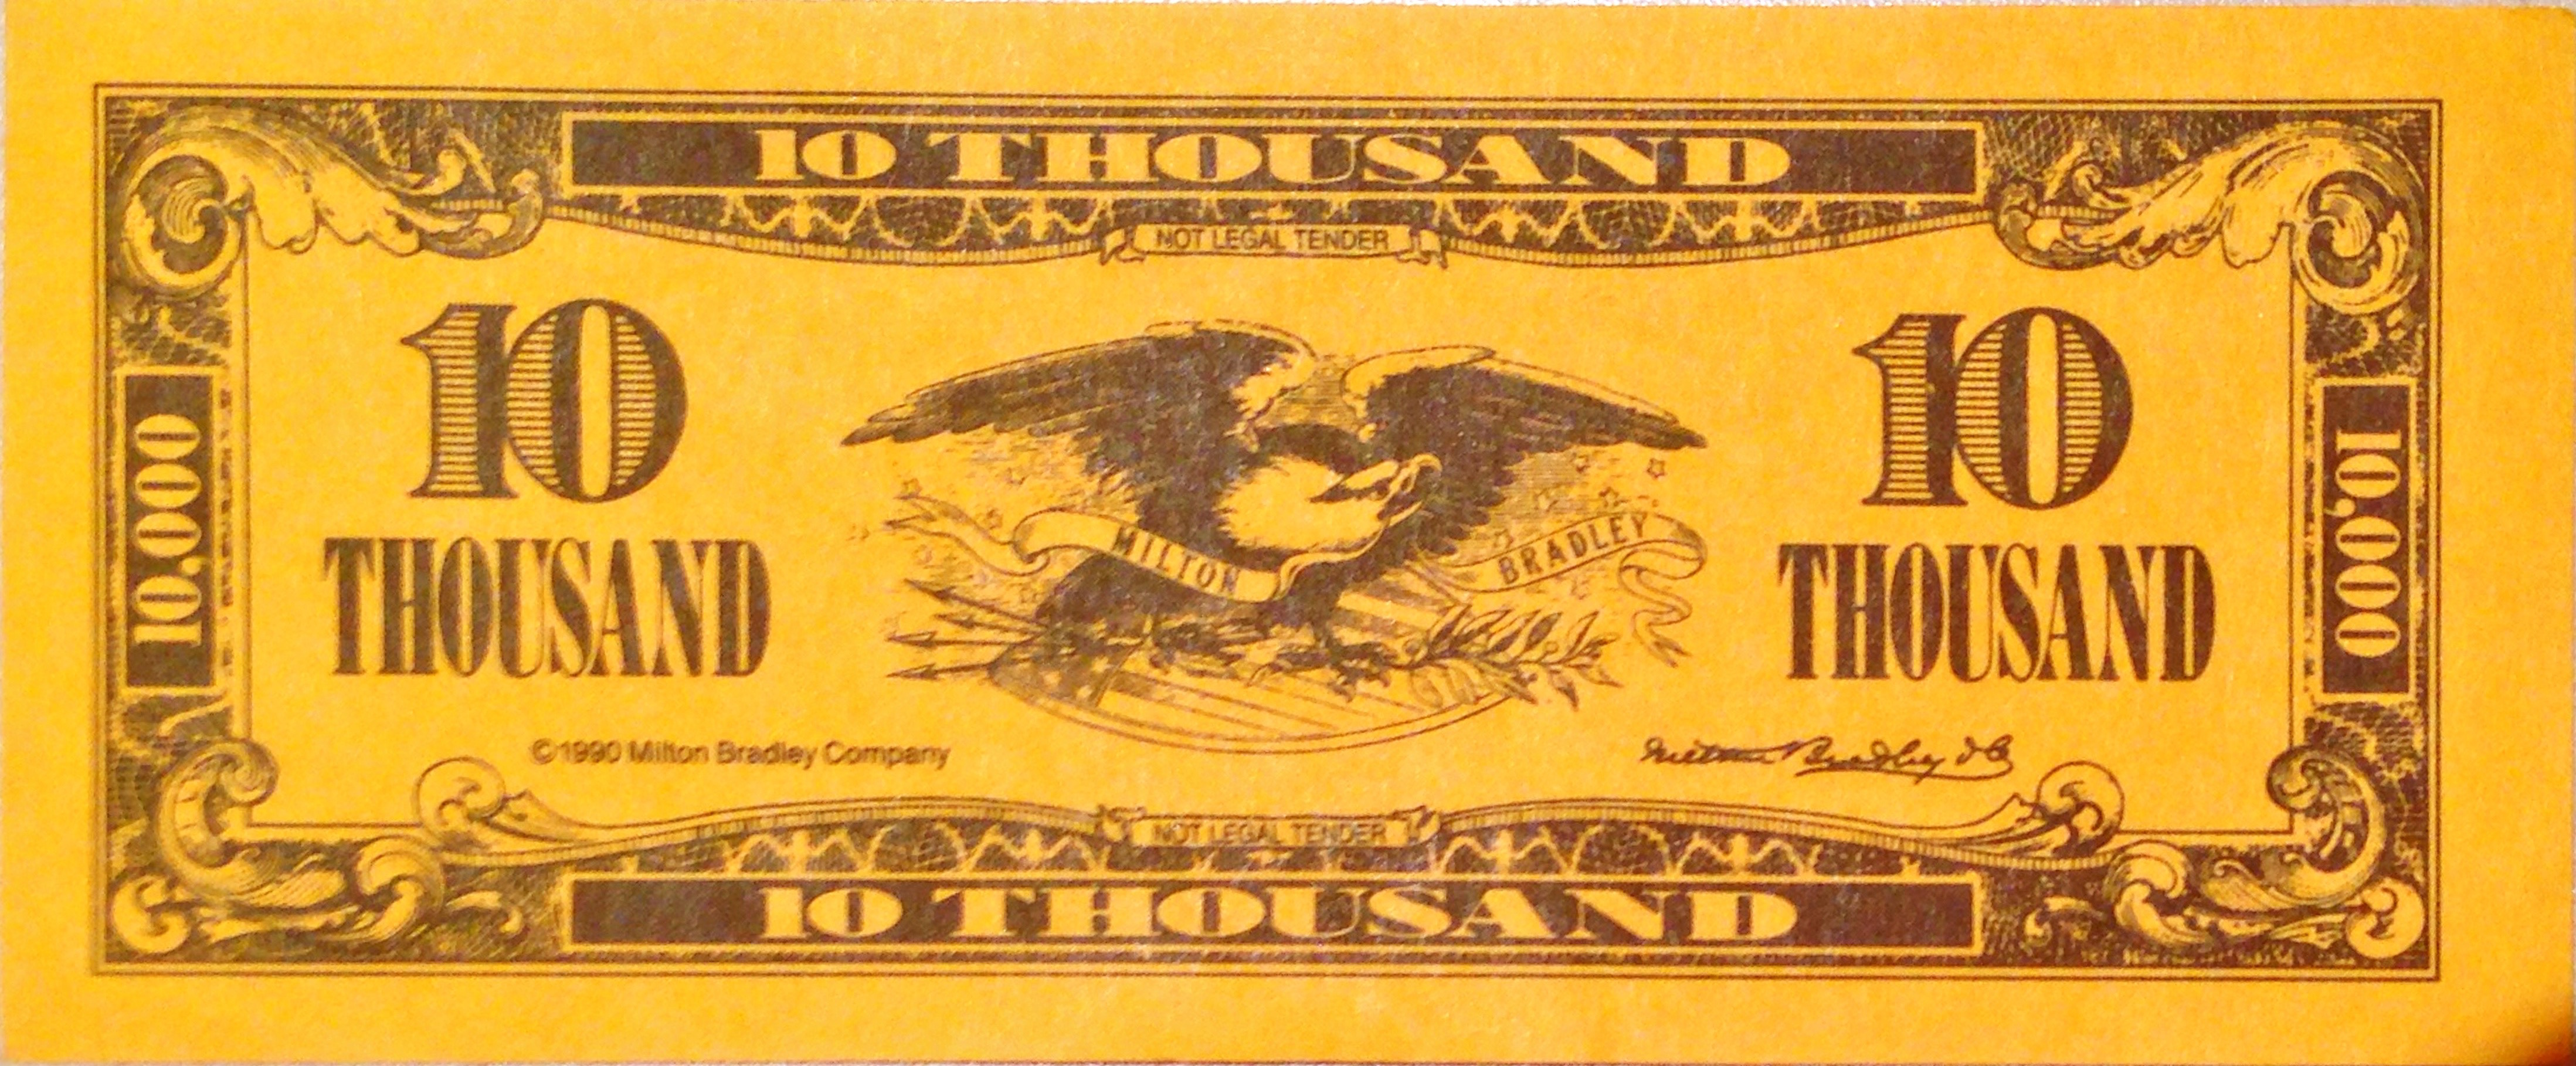 10 THOUSAND
NOT LEGAL TENDER
10 THOUSAND
10,000
MILTON BRADLEY
10 THOUSAND
10,000
©1990 Milton Bradley Company
Milton Bradley & Co
NOT LEGAL TENDER
10 THOUSAND